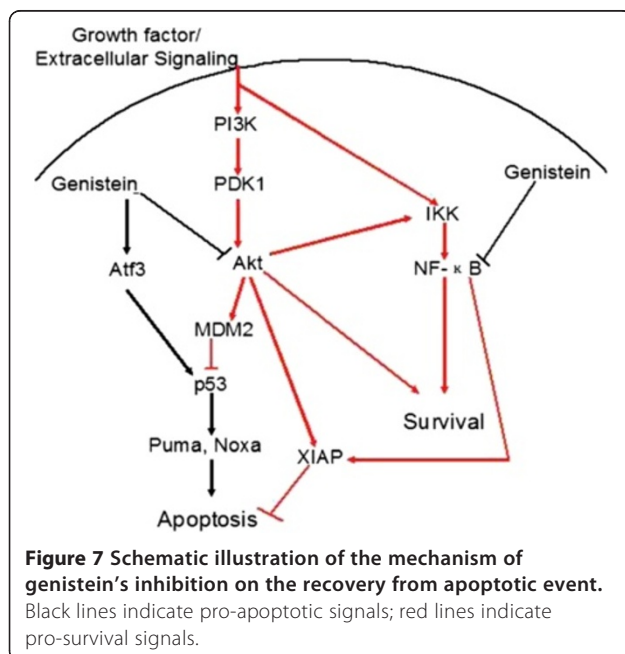 Growth factor/
Extracellular Signaling
PI3K
Genistein
PDK1
Genistein
IKK
Atf3
Akt
NF-κB
MDM2
p53
Survival
Puma, Noxa
XIAP
Apoptosis
Figure 7 Schematic illustration of the mechanism of
genistein's inhibition on the recovery from apoptotic event.
Black lines indicate pro-apoptotic signals; red lines indicate
pro-survival signals.